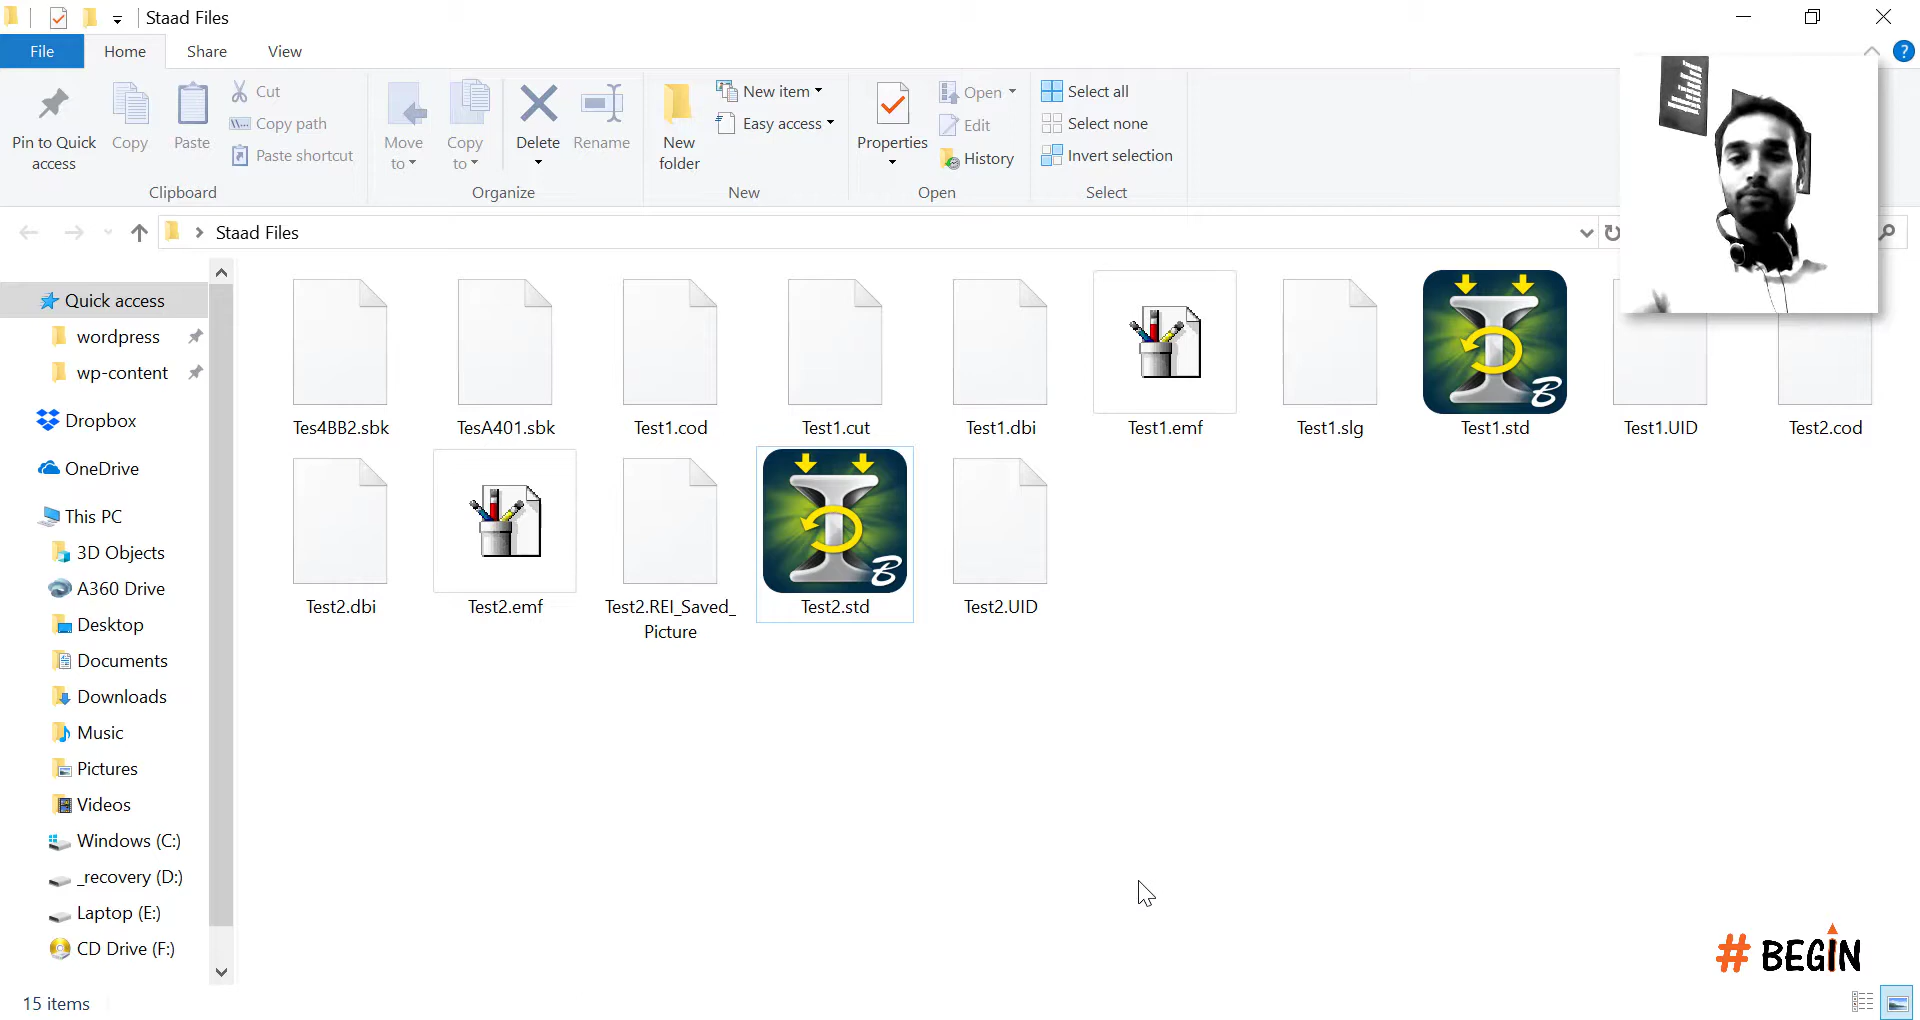 Staad Files
File
Home
Share
View
?
Pin to Quick access
Copy
Paste
Cut
Copy path
Paste shortcut
Clipboard
Move to
Copy to
Delete
Rename
Organize
New folder
New item
Easy access
New
Properties
Open
Edit
History
Open
Select all
Select none
Invert selection
Select
Staad Files
Quick access
wordpress
wp-content
Dropbox
OneDrive
This PC
3D Objects
A360 Drive
Desktop
Documents
Downloads
Music
Pictures
Videos
Windows (C:)
_recovery (D:)
Laptop (E:)
CD Drive (F:)
Tes4BB2.sbk
TesA401.sbk
Test1.cod
Test1.cut
Test1.dbi
Test1.emf
Test1.slg
B
Test1.std
Test1.UID
Test2.cod
Test2.dbi
Test2.emf
Test2.REI_Saved_
Picture
B
Test2.std
Test2.UID
# BEGIN
15 items